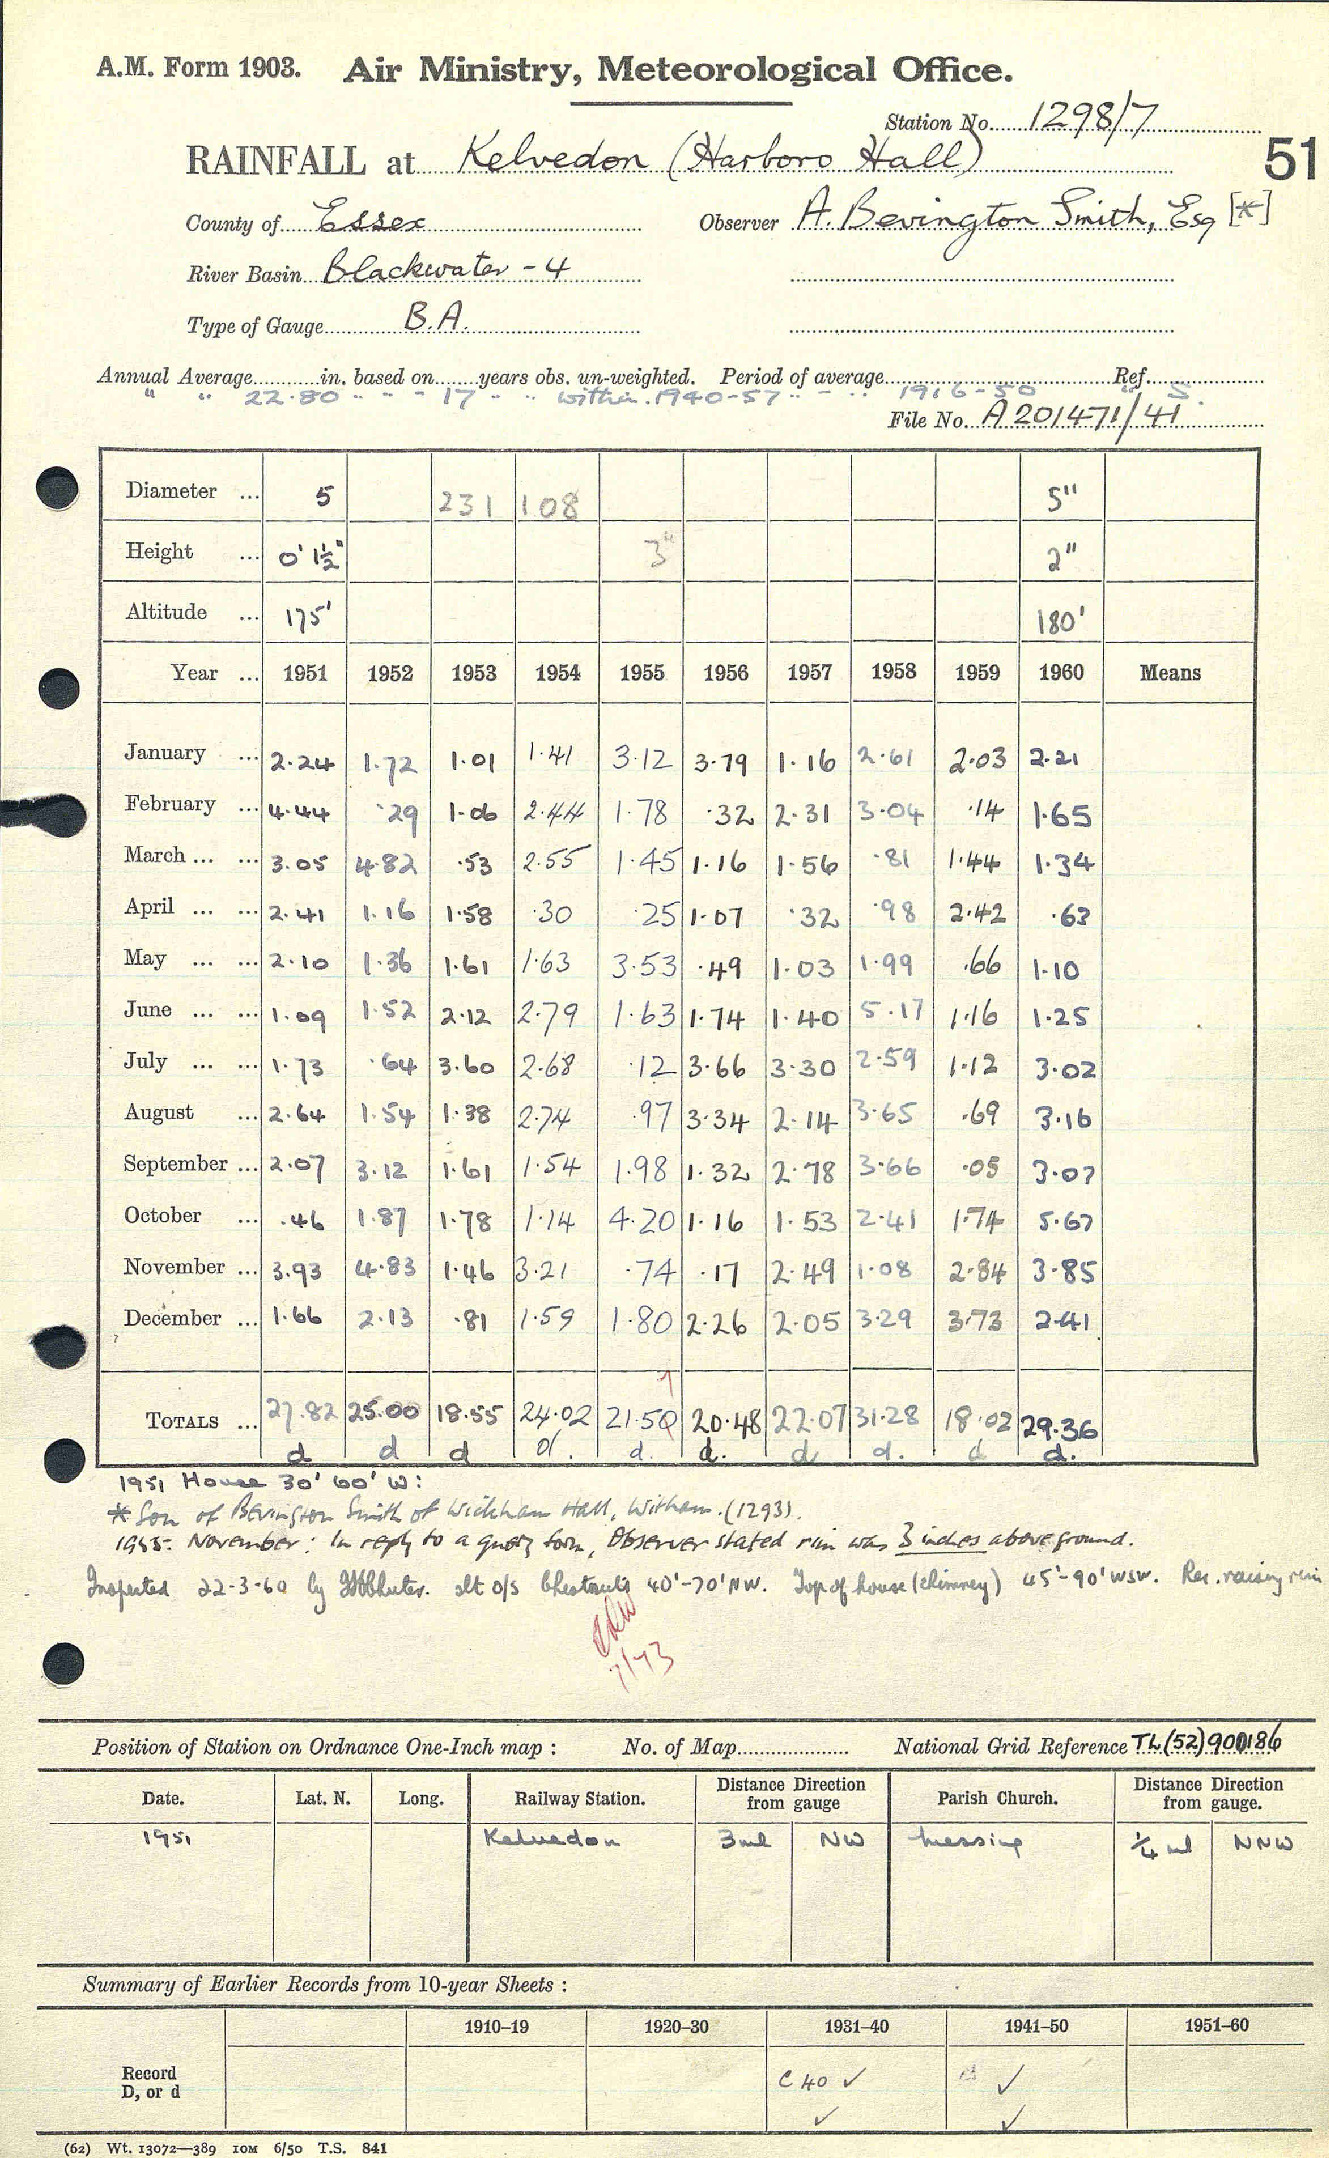 A.M. Form 1903. Air Ministry, Meteorological Office.
Station No. 1298/7
RAINFALL at Kelvedon (Harboro Hall)
51
County of Essex Observer A. Bevington Smith, Esq [*]
River Basin Blackwater - 4
Type of Gauge B.A.
Annual Average in. based on years obs. un-weighted. Period of average Ref.
" " 22.80 " - - 17 - " within 1940-57 " - " 1916-50 " S.
File No. A201471/41
Diameter ... 5 231 108 5"
Height ... 0' 1½" 3" 2"
Altitude ... 175' 180'
Year ... 1951 1952 1953 1954 1955 1956 1957 1958 1959 1960 Means
January ... 2.24 1.72 1.01 1.41 3.12 3.79 1.16 2.61 2.03 2.21
February ... 4.44 .29 1.06 2.44 1.78 .32 2.31 3.04 .14 1.65
March ... ... 3.05 4.82 .53 2.55 1.45 1.16 1.56 .81 1.44 1.34
April ... ... 2.41 1.16 1.58 .30 .25 1.07 .32 .98 2.42 .63
May ... ... 2.10 1.36 1.61 1.63 3.53 .49 1.03 1.99 .66 1.10
June ... ... 1.09 1.52 2.12 2.79 1.63 1.74 1.40 5.17 1.16 1.25
July ... ... 1.73 .64 3.60 2.68 .12 3.66 3.30 2.59 1.12 3.02
August ... 2.64 1.54 1.38 2.74 .97 3.34 2.14 3.65 .69 3.16
September ... 2.07 3.12 1.61 1.54 1.98 1.32 2.78 3.66 .05 3.07
October ... .46 1.87 1.78 1.14 4.20 1.16 1.53 2.41 1.74 5.67
November ... 3.93 4.83 1.46 3.21 .74 .17 2.49 1.08 2.84 3.85
December ... 1.66 2.13 .81 1.59 1.80 2.26 2.05 3.29 3.73 2.41
7
TOTALS ... 27.82 25.00 18.55 24.02 21.50 20.48 22.07 31.28 18.02 29.36
d d d d. d. d. d d. d d.
1951 House 30' 60' W:
* Son of Bevington Smith of Wickham Hall, Witham. (1293).
1955. November: In reply to a query form, Observer stated rim was 3 inches above ground.
Inspected 22-3-60 by alt o/s Chestnuts 40'-70' NW. Top of house (chimney) 45'-90' WSW. Rec. raising rim
7/73
Position of Station on Ordnance One-Inch map : No. of Map National Grid Reference TL(52)900186
Date. Lat. N. Long. Railway Station. Distance Direction from gauge Parish Church. Distance Direction from gauge.
1951 Kelvedon 3ml NW Messing ¼ ml NNW
Summary of Earlier Records from 10-year Sheets :
1910–19 1920–30 1931–40 1941–50 1951–60
Record
D, or d
C 40 ✓ ✓
✓ ✓
(62) Wt. 13072—389 10M 6/50 T.S. 841